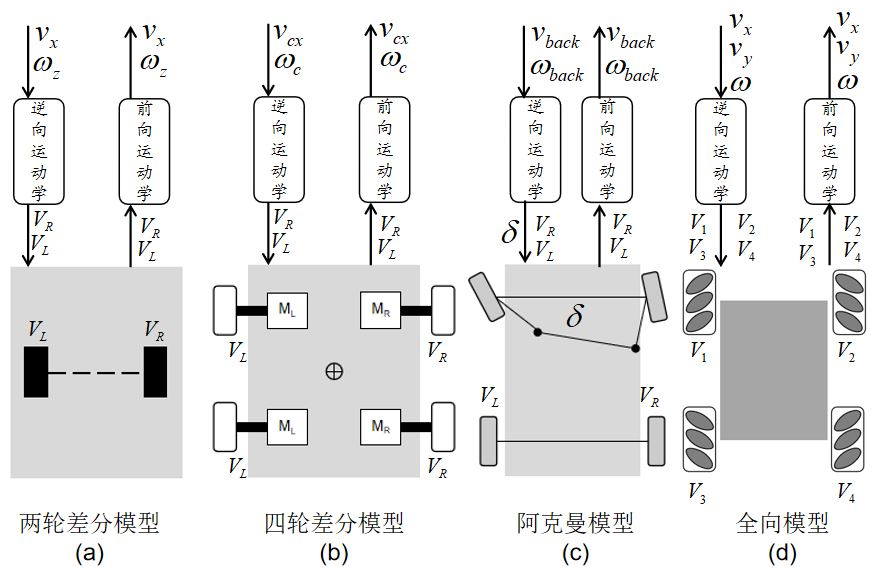 v_x
ω_z
逆向运动学
V_R
V_L
v_x
ω_z
前向运动学
V_R
V_L
V_L
V_R
两轮差分模型
(a)
v_cx
ω_c
逆向运动学
V_R
V_L
v_cx
ω_c
前向运动学
V_R
V_L
M_L
M_R
V_L
V_R
M_L
M_R
V_L
V_R
四轮差分模型
(b)
v_back
ω_back
逆向运动学
δ
V_R
V_L
v_back
ω_back
前向运动学
V_R
V_L
δ
V_L
V_R
阿克曼模型
(c)
v_x
v_y
ω
逆向运动学
V_1 V_2
V_3 V_4
v_x
v_y
ω
前向运动学
V_1 V_2
V_3 V_4
V_1
V_2
V_3
V_4
全向模型
(d)